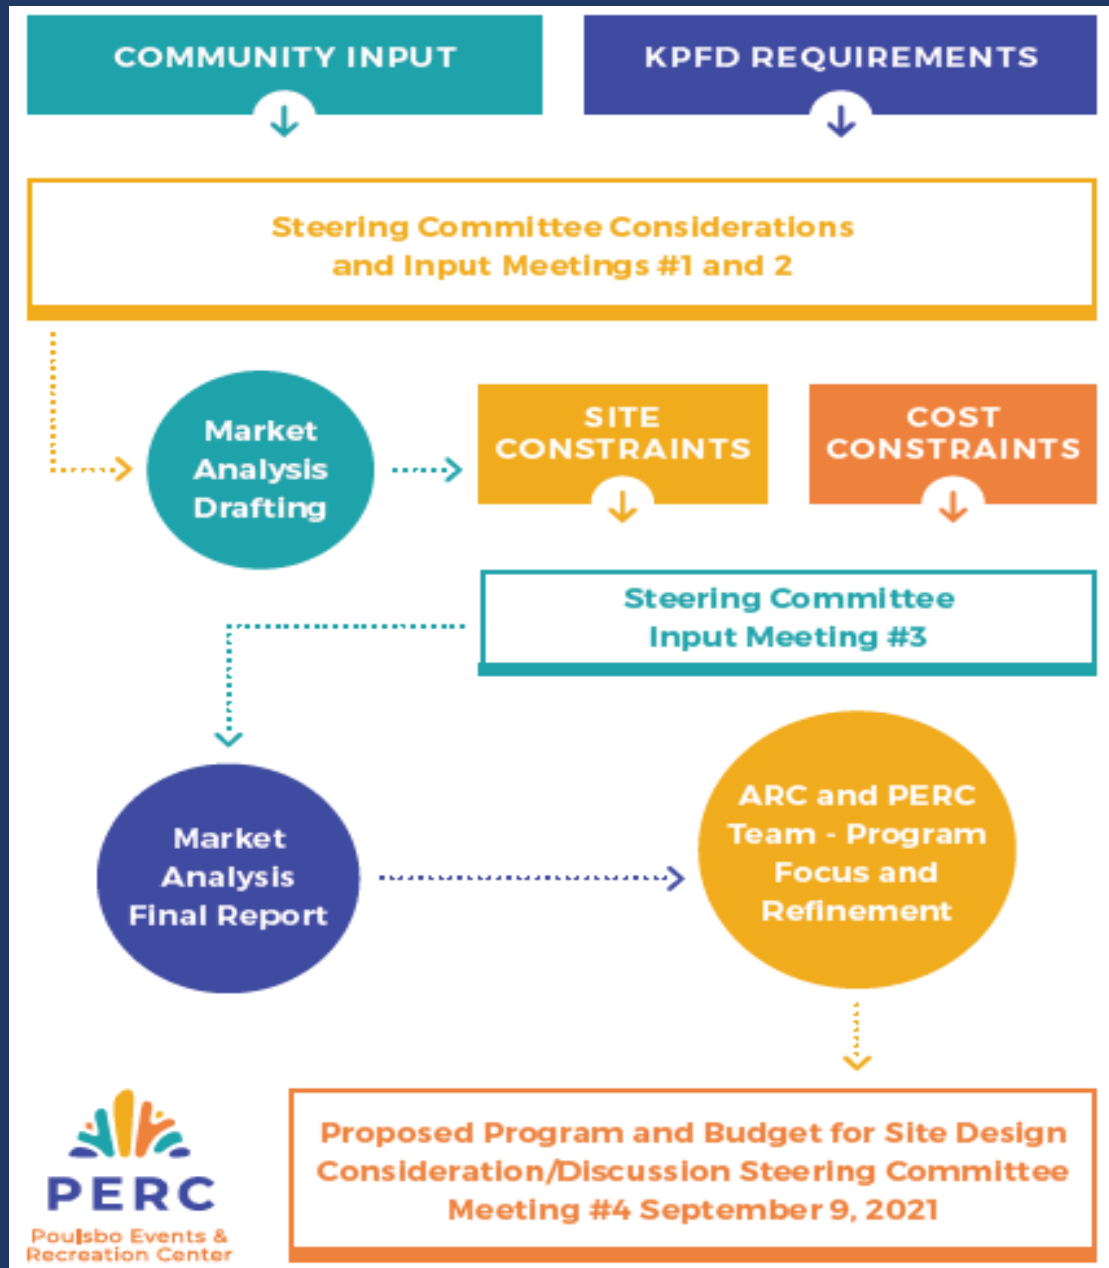 COMMUNITY INPUT
KPFD REQUIREMENTS
Steering Committee Considerations
and Input Meetings #1 and 2
Market
Analysis
Drafting
SITE
CONSTRAINTS
COST
CONSTRAINTS
Steering Committee
Input Meeting #3
Market
Analysis
Final Report
ARC and PERC
Team - Program
Focus and
Refinement
PERC
Poulsbo Events &
Recreation Center
Proposed Program and Budget for Site Design
Consideration/Discussion Steering Committee
Meeting #4 September 9, 2021